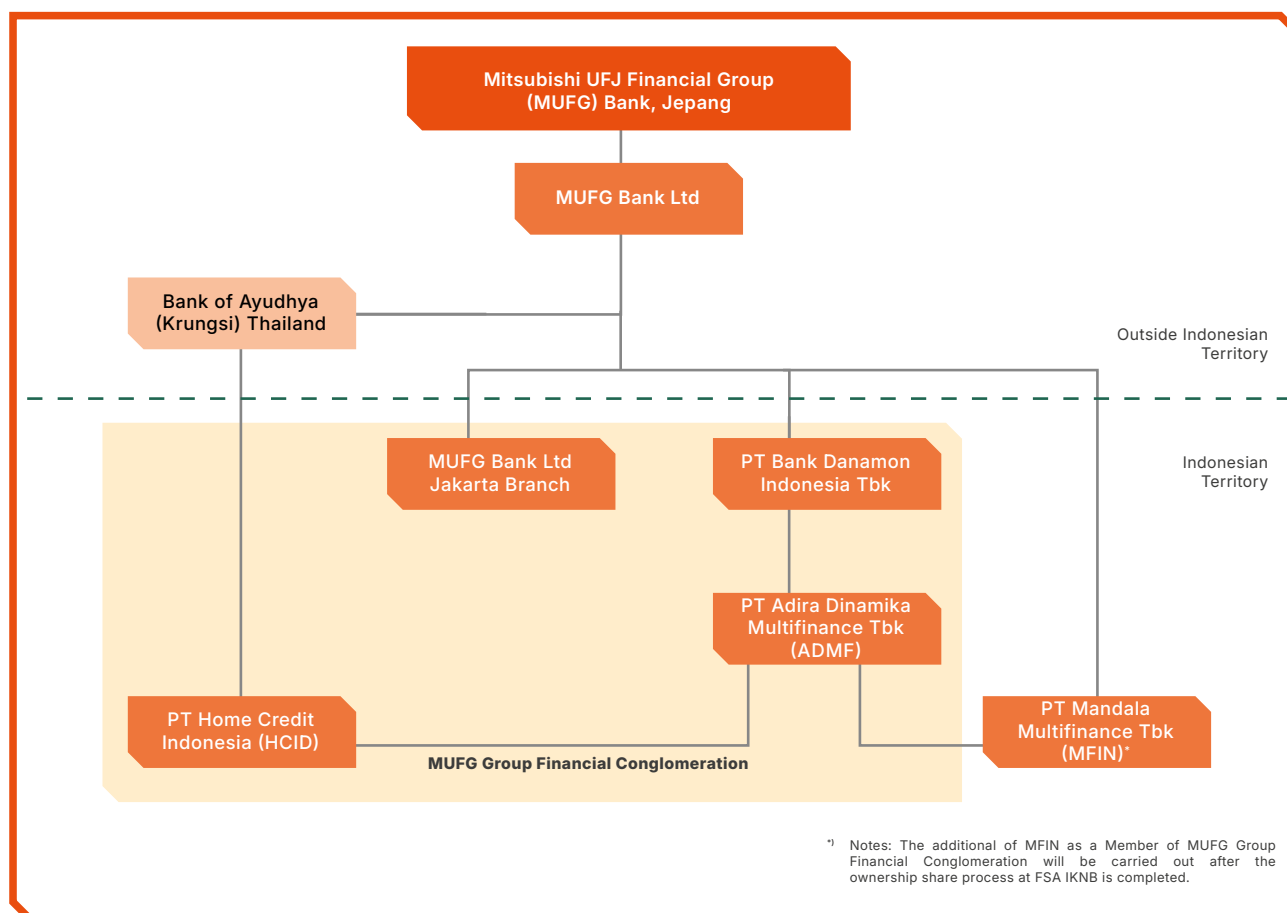 Mitsubishi UFJ Financial Group
(MUFG) Bank, Jepang
MUFG Bank Ltd
Bank of Ayudhya
(Krungsi) Thailand
Outside Indonesian
Territory
Indonesian
Territory
MUFG Bank Ltd
Jakarta Branch
PT Bank Danamon
Indonesia Tbk
PT Adira Dinamika
Multifinance Tbk
(ADMF)
PT Home Credit
Indonesia (HCID)
PT Mandala
Multifinance Tbk
(MFIN)*
MUFG Group Financial Conglomeration
*) Notes: The additional of MFIN as a Member of MUFG Group
Financial Conglomeration will be carried out after the
ownership share process at FSA IKNB is completed.